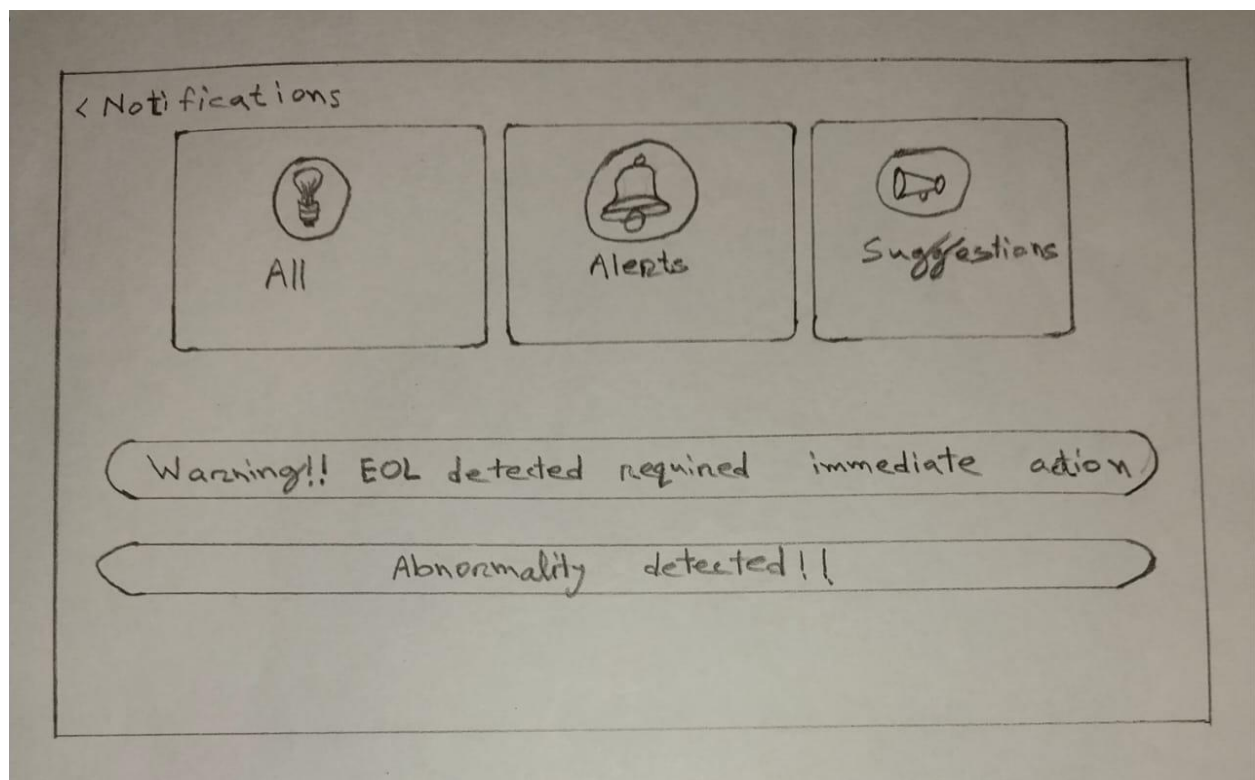 < Notifications
All
Alerts
Suggestions
Warning!! EOL detected required immediate action
Abnormality detected!!